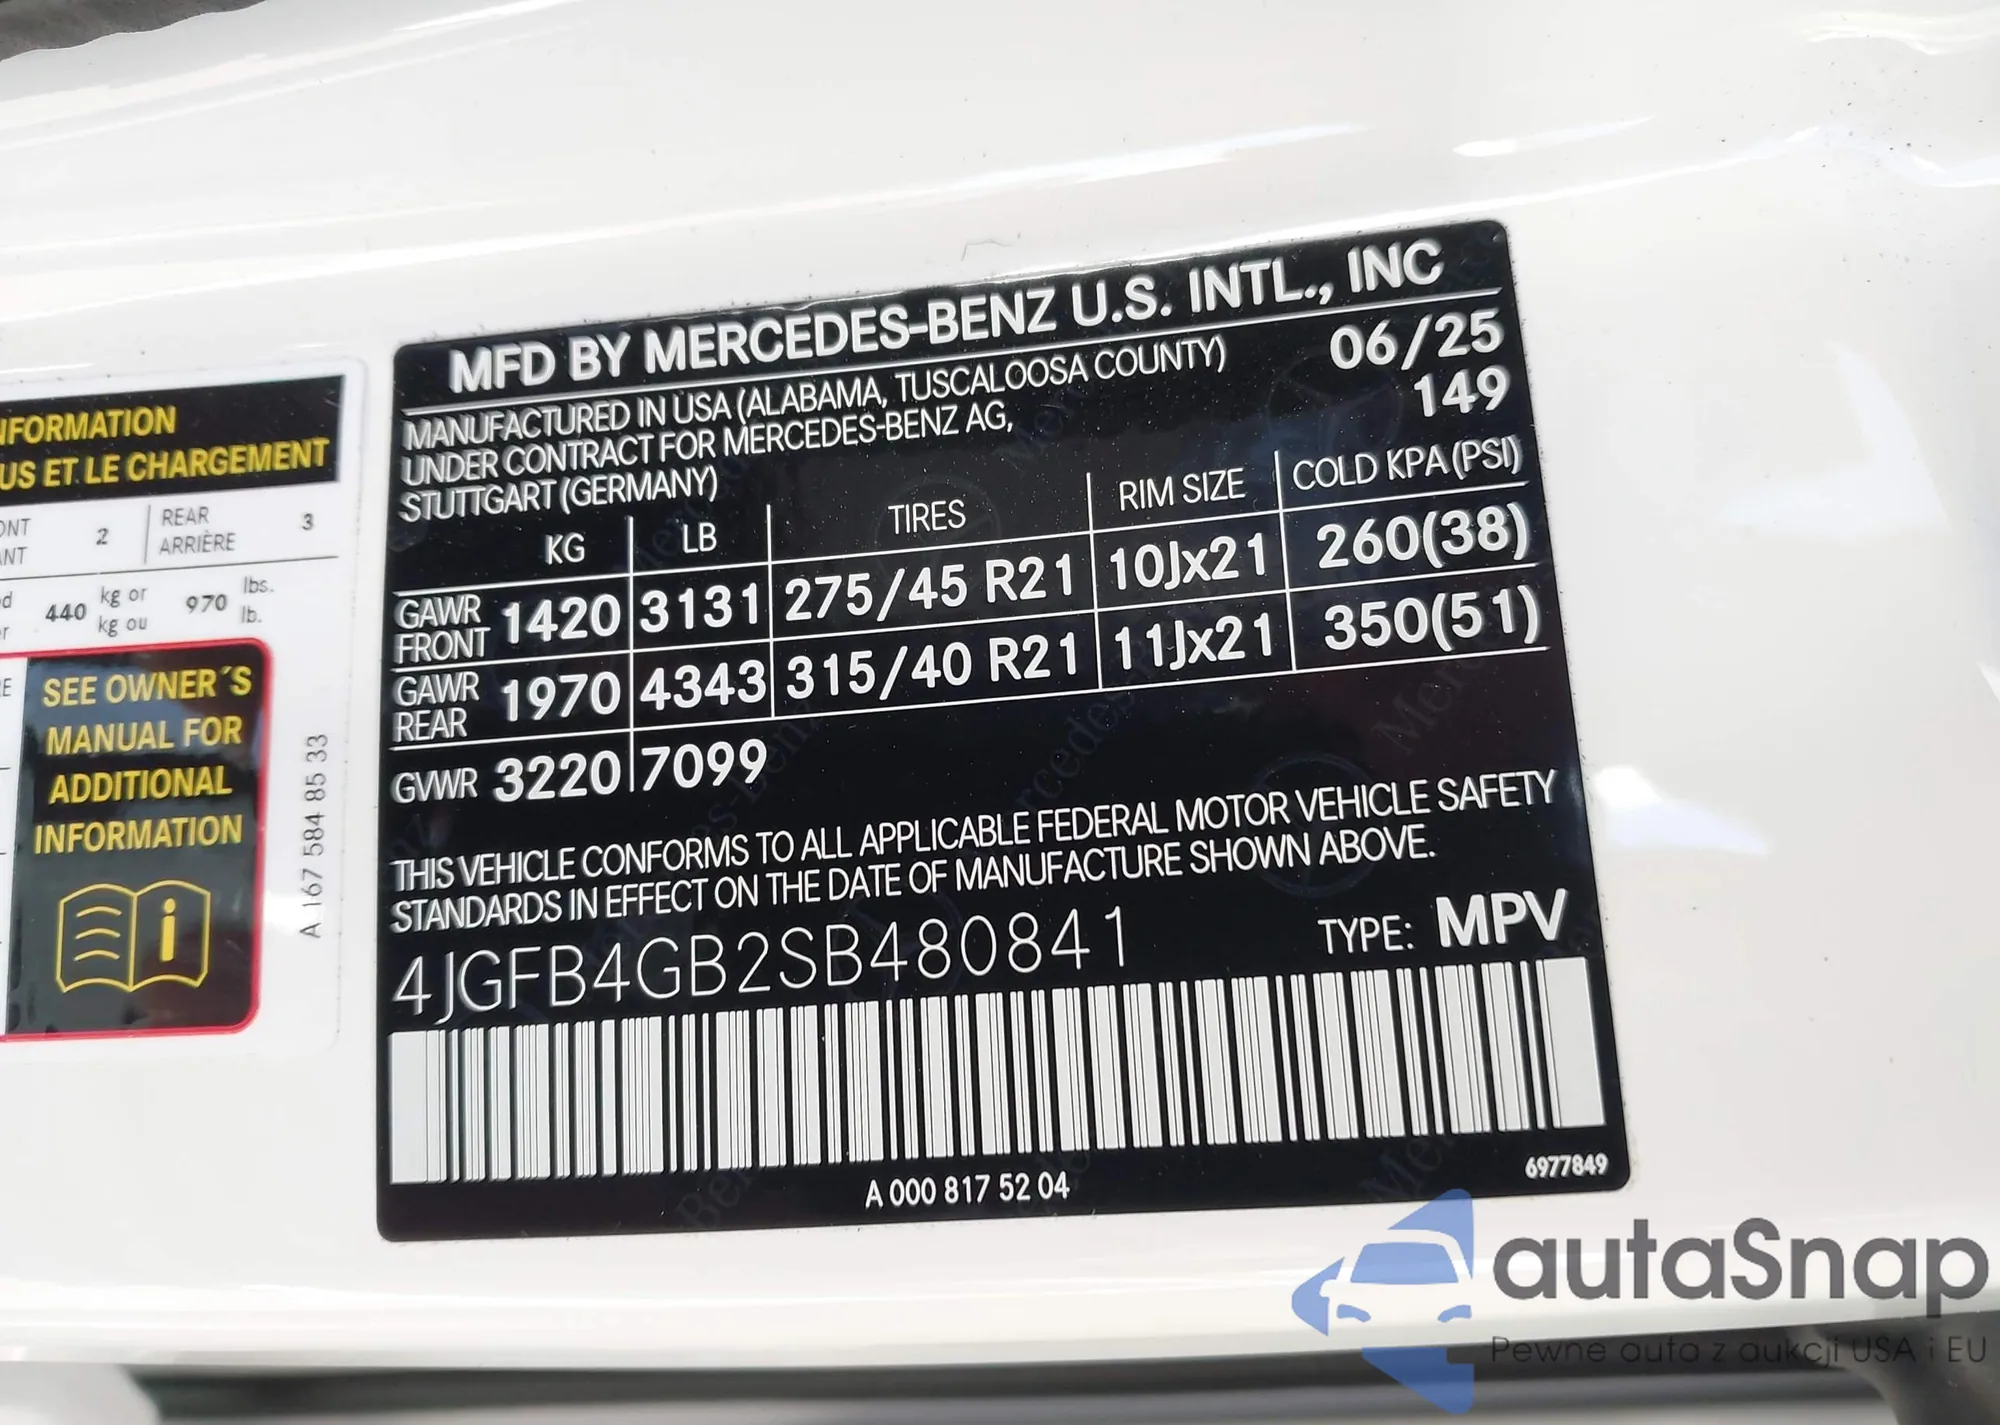 NFORMATION
US ET LE CHARGEMENT
ONT
ANT
2
REAR
ARRIÈRE
3
440
kg or
kg ou
970
lbs.
lb.
SEE OWNER´S
MANUAL FOR
ADDITIONAL
INFORMATION
i
A 167 584 85 33
MFD BY MERCEDES-BENZ U.S. INTL., INC
MANUFACTURED IN USA (ALABAMA, TUSCALOOSA COUNTY) 06/25
UNDER CONTRACT FOR MERCEDES-BENZ AG, 149
STUTTGART (GERMANY)
KG LB TIRES RIM SIZE COLD KPA (PSI)
GAWR FRONT 1420 3131 275/45 R21 10Jx21 260(38)
GAWR REAR 1970 4343 315/40 R21 11Jx21 350(51)
GVWR 3220 7099
THIS VEHICLE CONFORMS TO ALL APPLICABLE FEDERAL MOTOR VEHICLE SAFETY
STANDARDS IN EFFECT ON THE DATE OF MANUFACTURE SHOWN ABOVE.
4JGFB4GB2SB480841 TYPE: MPV
A 000 817 52 04
6977849
autaSnap
Pewne auta z aukcji USA i EU